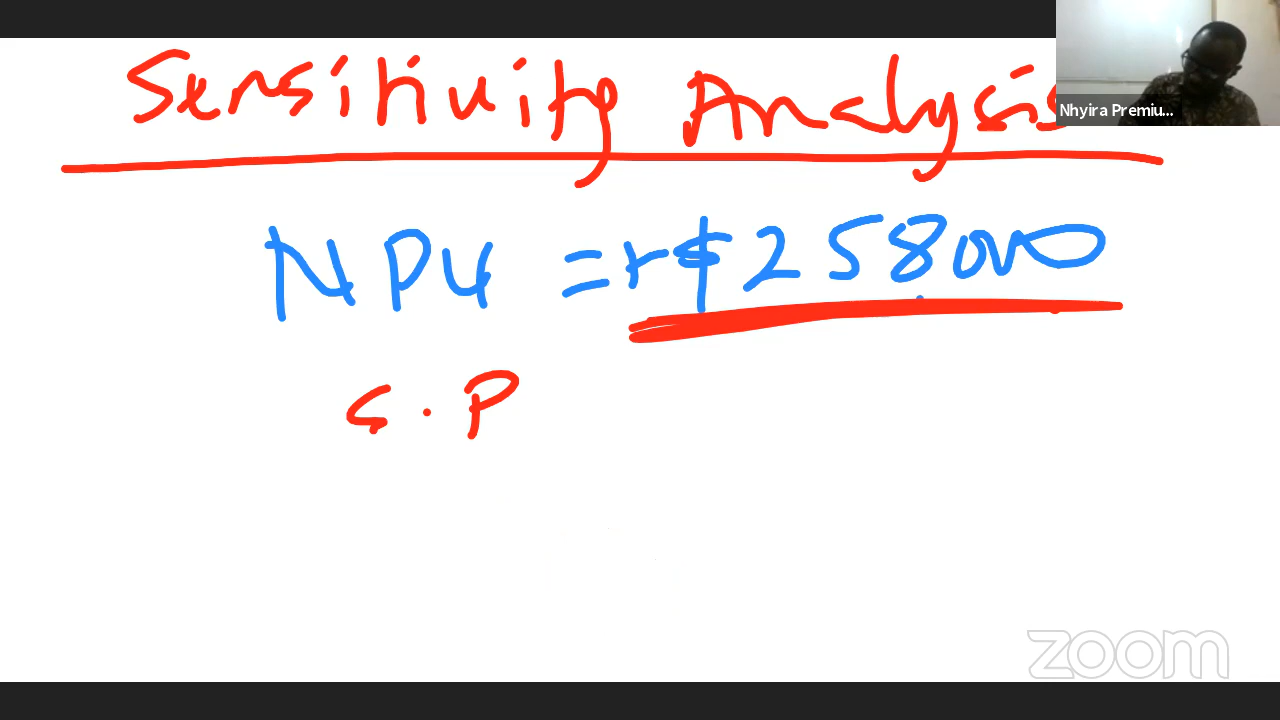 Sensitivity Analysis
Nhyira Premiu...
NPV = +$258000
S.P
zoom